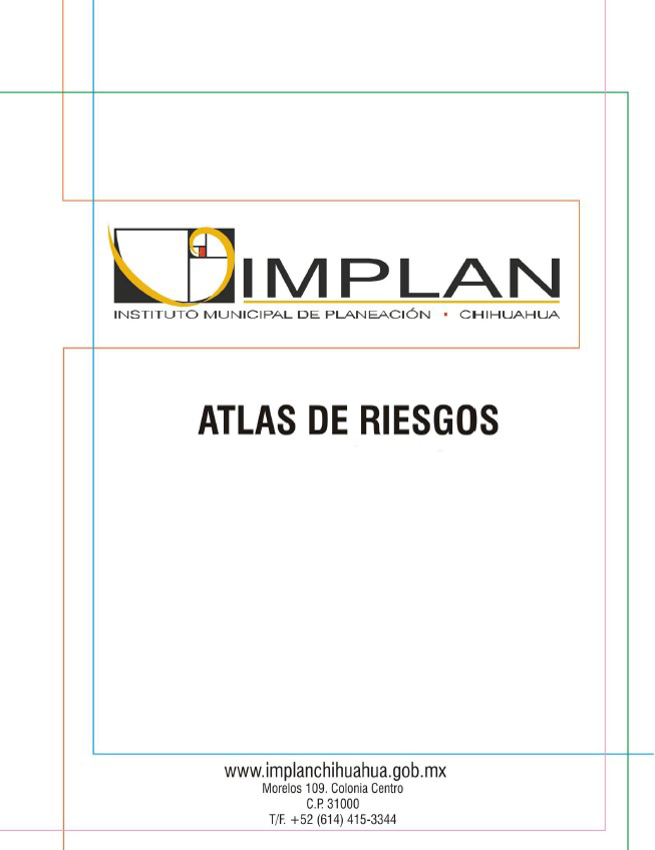 IMPLAN
INSTITUTO MUNICIPAL DE PLANEACIÓN • CHIHUAHUA
ATLAS DE RIESGOS
www.implanchihuahua.gob.mx
Morelos 109. Colonia Centro
C.P. 31000
T/F. +52 (614) 415-3344